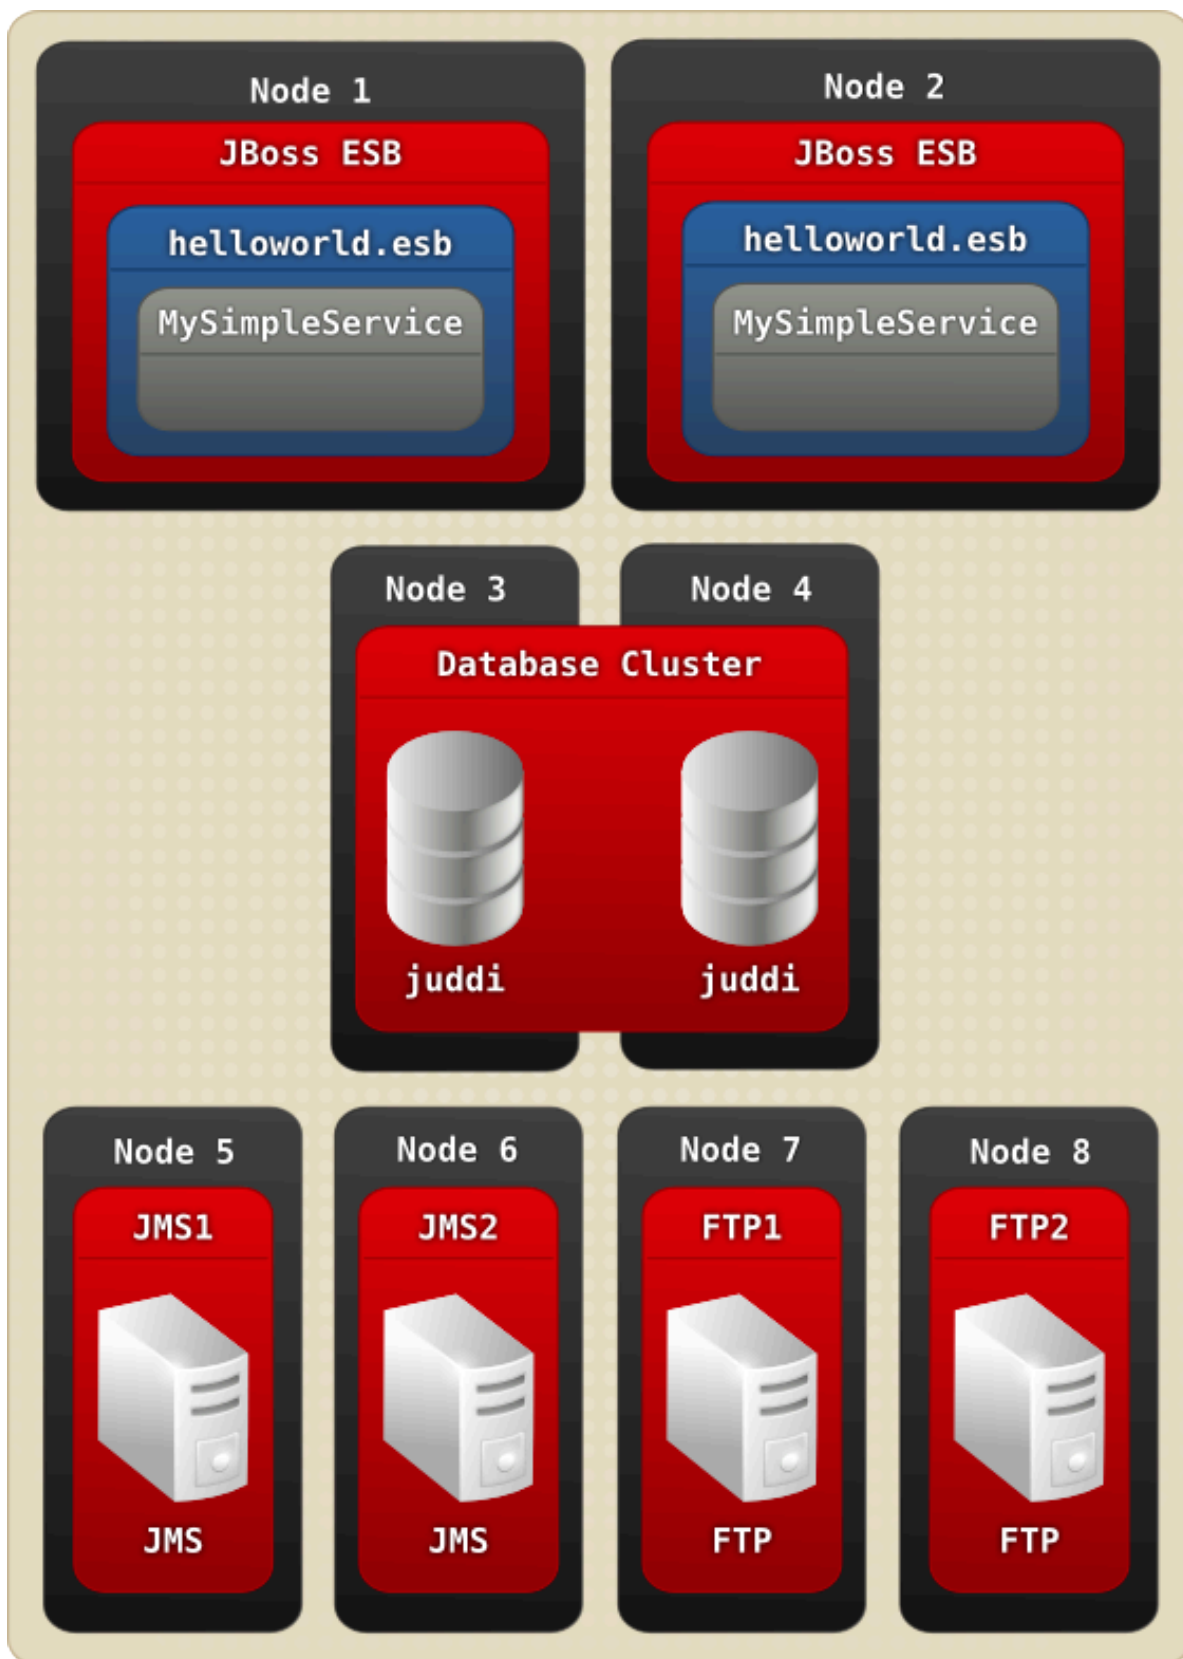 Node 1
Node 2
JBoss ESB
JBoss ESB
helloworld.esb
helloworld.esb
MySimpleService
MySimpleService
Node 3
Node 4
Database Cluster
juddi
juddi
Node 5
Node 6
Node 7
Node 8
JMS1
JMS2
FTP1
FTP2
JMS
JMS
FTP
FTP